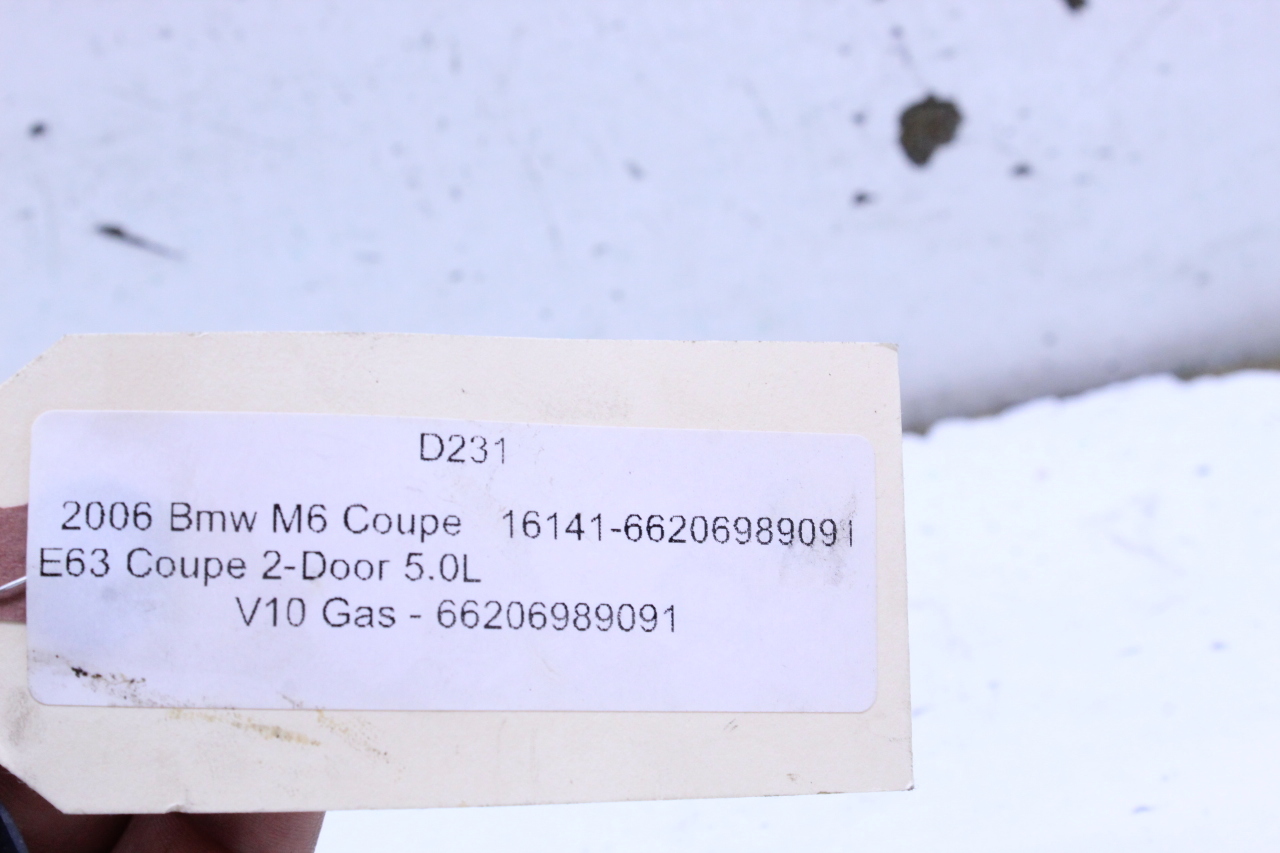 D231
2006 Bmw M6 Coupe 16141-66206989091
E63 Coupe 2-Door 5.0L
V10 Gas - 66206989091